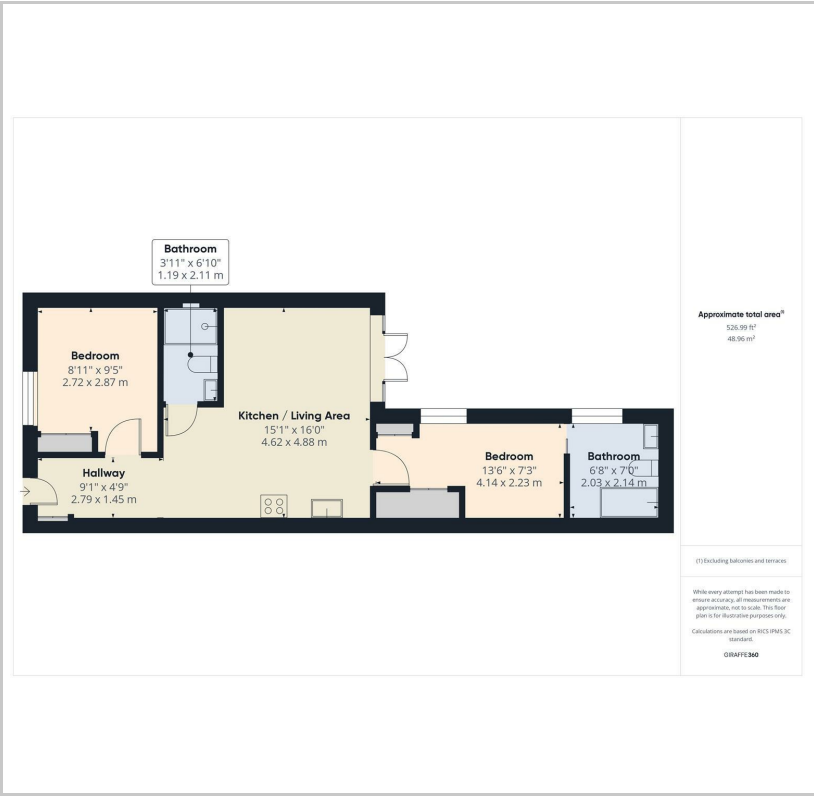 Bathroom
3'11" x 6'10"
1.19 x 2.11 m
Bedroom
8'11" x 9'5"
2.72 x 2.87 m
Kitchen / Living Area
15'1" x 16'0"
4.62 x 4.88 m
Hallway
9'1" x 4'9"
2.79 x 1.45 m
Bedroom
13'6" x 7'3"
4.14 x 2.23 m
Bathroom
6'8" x 7'0"
2.03 x 2.14 m
Approximate total area⁽¹⁾
526.99 ft²
48.96 m²
(1) Excluding balconies and terraces
While every attempt has been made to
ensure accuracy, all measurements are
approximate, not to scale. This floor
plan is for illustrative purposes only.
Calculations are based on RICS IPMS 3C
standard.
GIRAFFE360